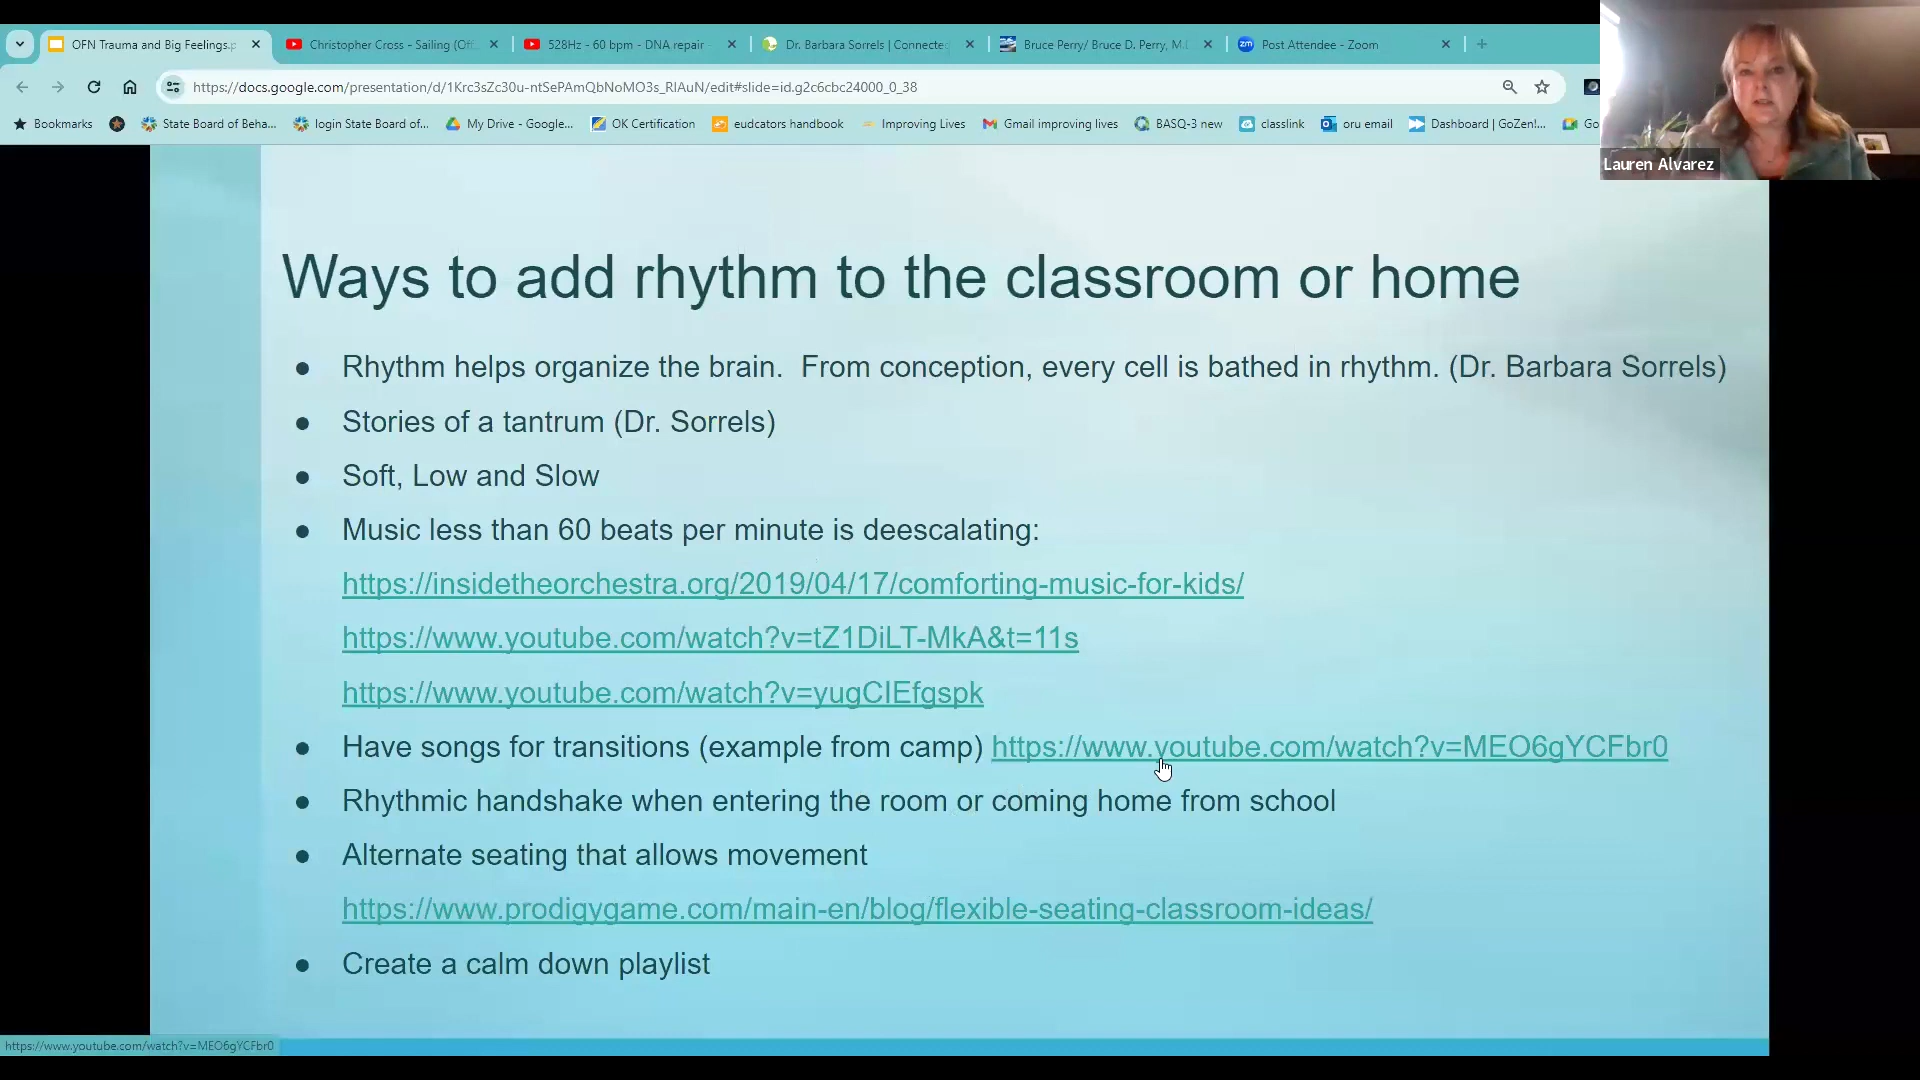 OFN Trauma and Big Feelings.p
Christopher Cross - Sailing (Off
528Hz - 60 bpm - DNA repair
Dr. Barbara Sorrels | Connected
Bruce Perry/ Bruce D. Perry, M.D
zm Post Attendee - Zoom
https://docs.google.com/presentation/d/1Krc3sZc30u-ntSePAmQbNoMO3s_RlAuN/edit#slide=id.g2c6cbc24000_0_38
Bookmarks
State Board of Beha...
login State Board of...
My Drive - Google...
OK Certification
eudcators handbook
Improving Lives
Gmail improving lives
BASQ-3 new
classlink
oru email
Dashboard | GoZen!...
Go
Lauren Alvarez
Ways to add rhythm to the classroom or home
● Rhythm helps organize the brain.  From conception, every cell is bathed in rhythm. (Dr. Barbara Sorrels)
● Stories of a tantrum (Dr. Sorrels)
● Soft, Low and Slow
● Music less than 60 beats per minute is deescalating:
https://insidetheorchestra.org/2019/04/17/comforting-music-for-kids/
https://www.youtube.com/watch?v=tZ1DiLT-MkA&t=11s
https://www.youtube.com/watch?v=yugCIEfgspk
● Have songs for transitions (example from camp) https://www.youtube.com/watch?v=MEO6gYCFbr0
● Rhythmic handshake when entering the room or coming home from school
● Alternate seating that allows movement
https://www.prodigygame.com/main-en/blog/flexible-seating-classroom-ideas/
● Create a calm down playlist
https://www.youtube.com/watch?v=MEO6gYCFbr0